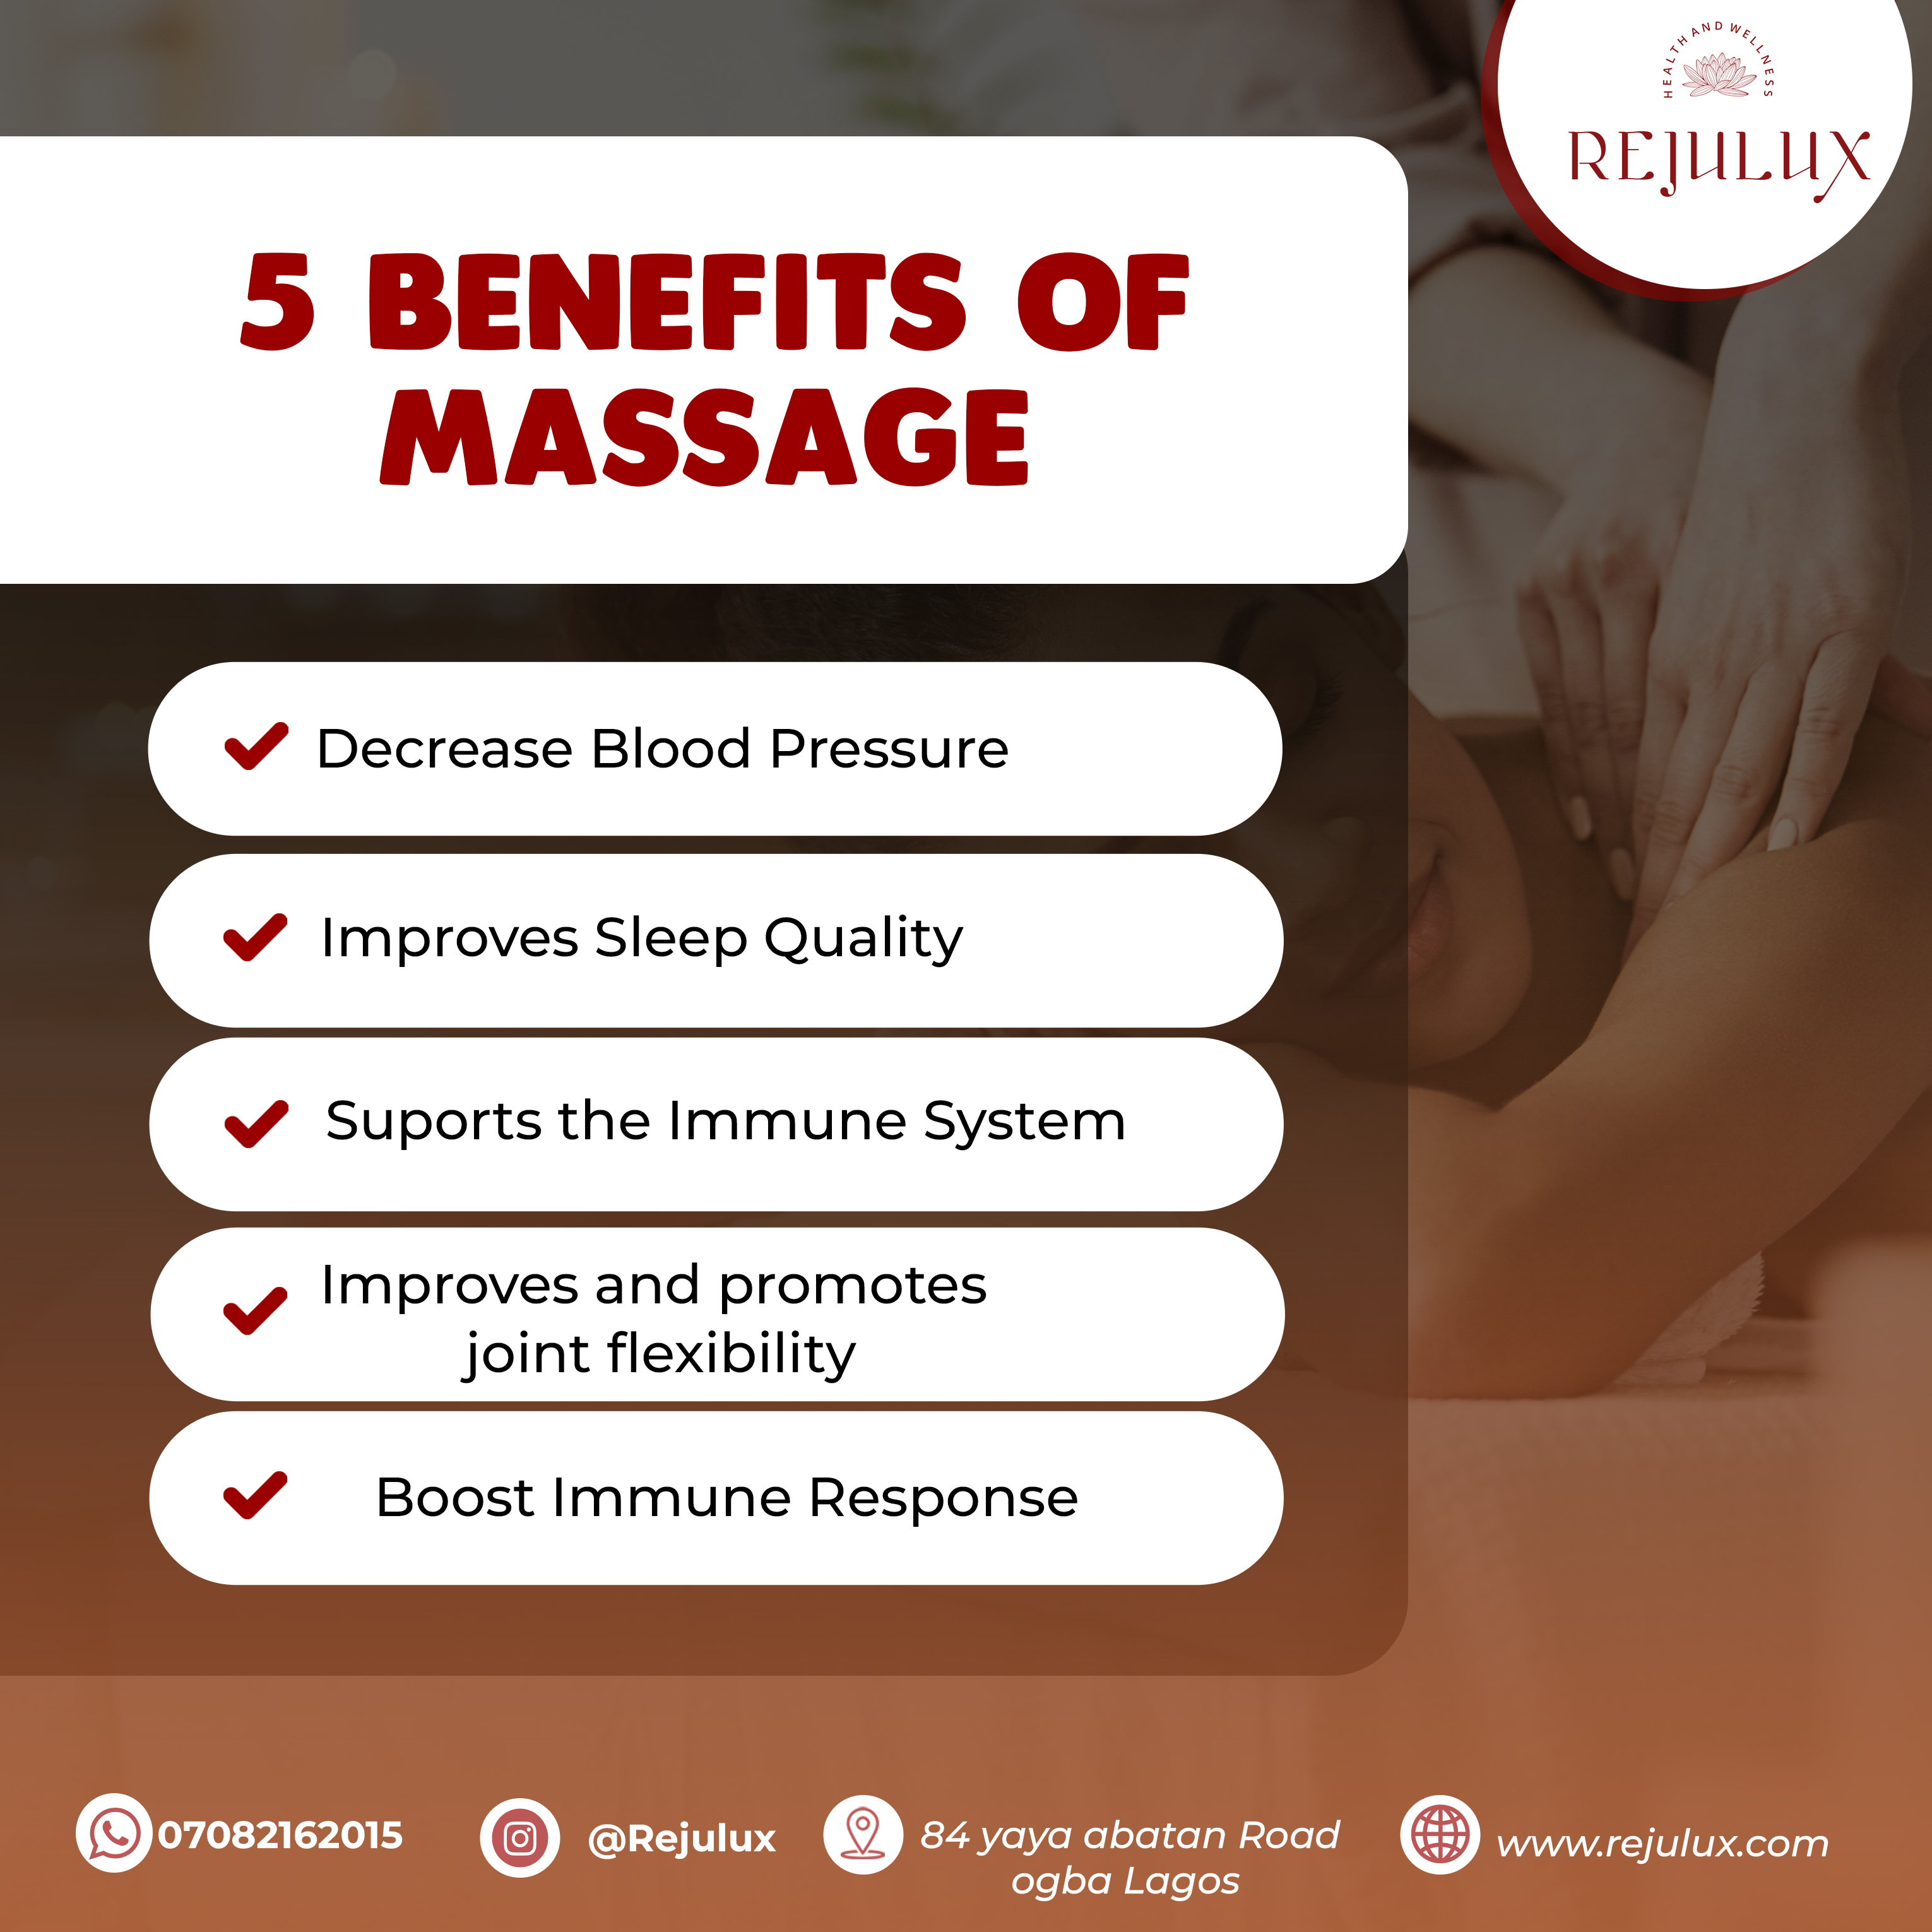 HEALTH AND WELLNESS
REJULUX
5 BENEFITS OF
MASSAGE
Decrease Blood Pressure
Improves Sleep Quality
Suports the Immune System
Improves and promotes
joint flexibility
Boost Immune Response
07082162015
@Rejulux
84 yaya abatan Road
ogba Lagos
www.rejulux.com